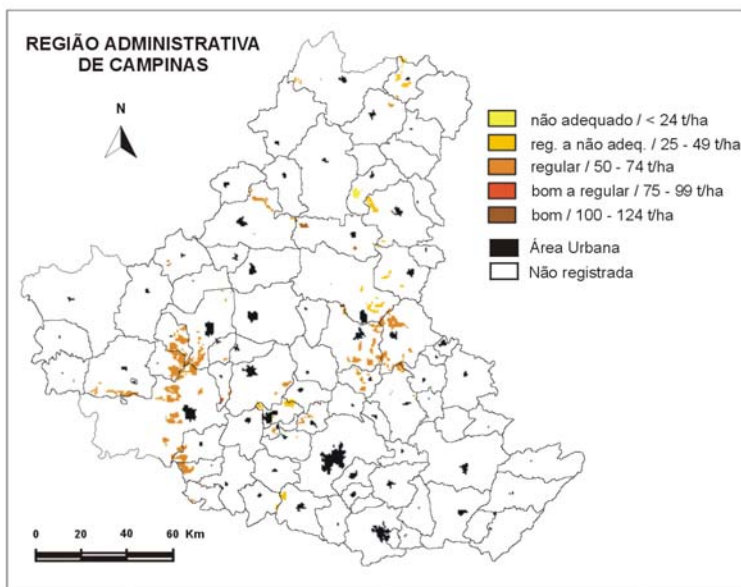 REGIÃO ADMINISTRATIVA
DE CAMPINAS
N
não adequado / < 24 t/ha
reg. a não adeq. / 25 - 49 t/ha
regular / 50 - 74 t/ha
bom a regular / 75 - 99 t/ha
bom / 100 - 124 t/ha
Área Urbana
Não registrada
0 20 40 60 Km